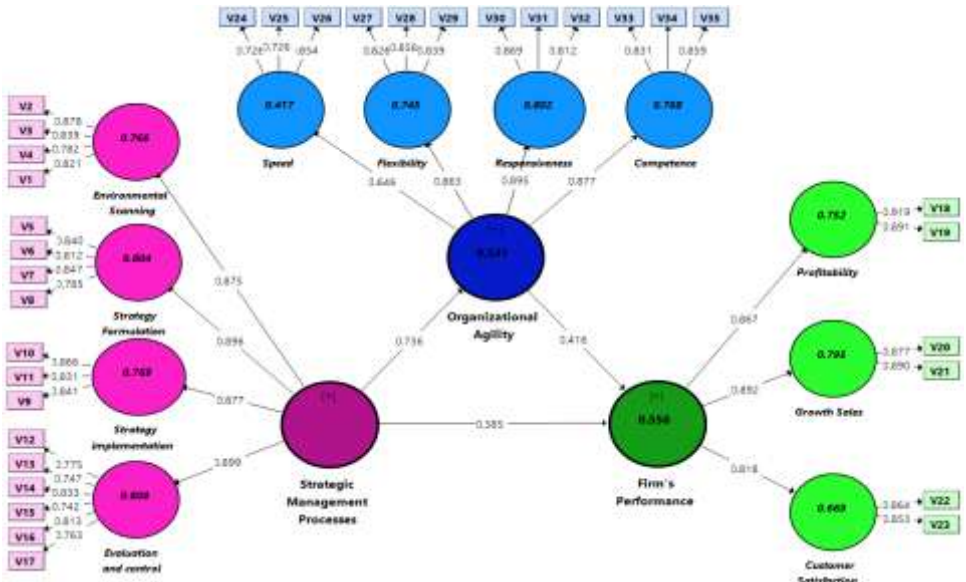 V24 V25 V26 V27 V28 V29 V30 V31 V32 V33 V34 V35
0.726 0.728 0.826 0.839 0.869 0.812 0.831 0.859
0.417 0.745 0.802 0.768
Speed Flexibility Responsiveness Competence
V2
V3
V4
V1
0.878
0.839
0.782
0.821
0.766
Environmental
Scanning
0.646 0.863 0.895 0.877
V5
V6
V7
V8
0.840
0.812
0.847
0.785
0.804
Strategy
Formulation
0.875
Organizational
Agility
0.752
0.919
0.891
V18
V19
Profitability
0.896
0.736
0.416
0.867
V10
V11
V9
0.866
0.831
0.841
0.769
Strategy
implementation
0.877
[+]
Strategic
Management
Processes
0.385
[+]
0.556
Firm's
Performance
0.892
0.796
0.877
0.890
V20
V21
Growth Sales
V12
V13
V14
V15
V16
V17
0.775
0.747
0.833
0.742
0.813
0.763
0.808
Evaluation
and control
0.899
0.818
0.669
0.864
0.853
V22
V23
Customer
Satisfaction